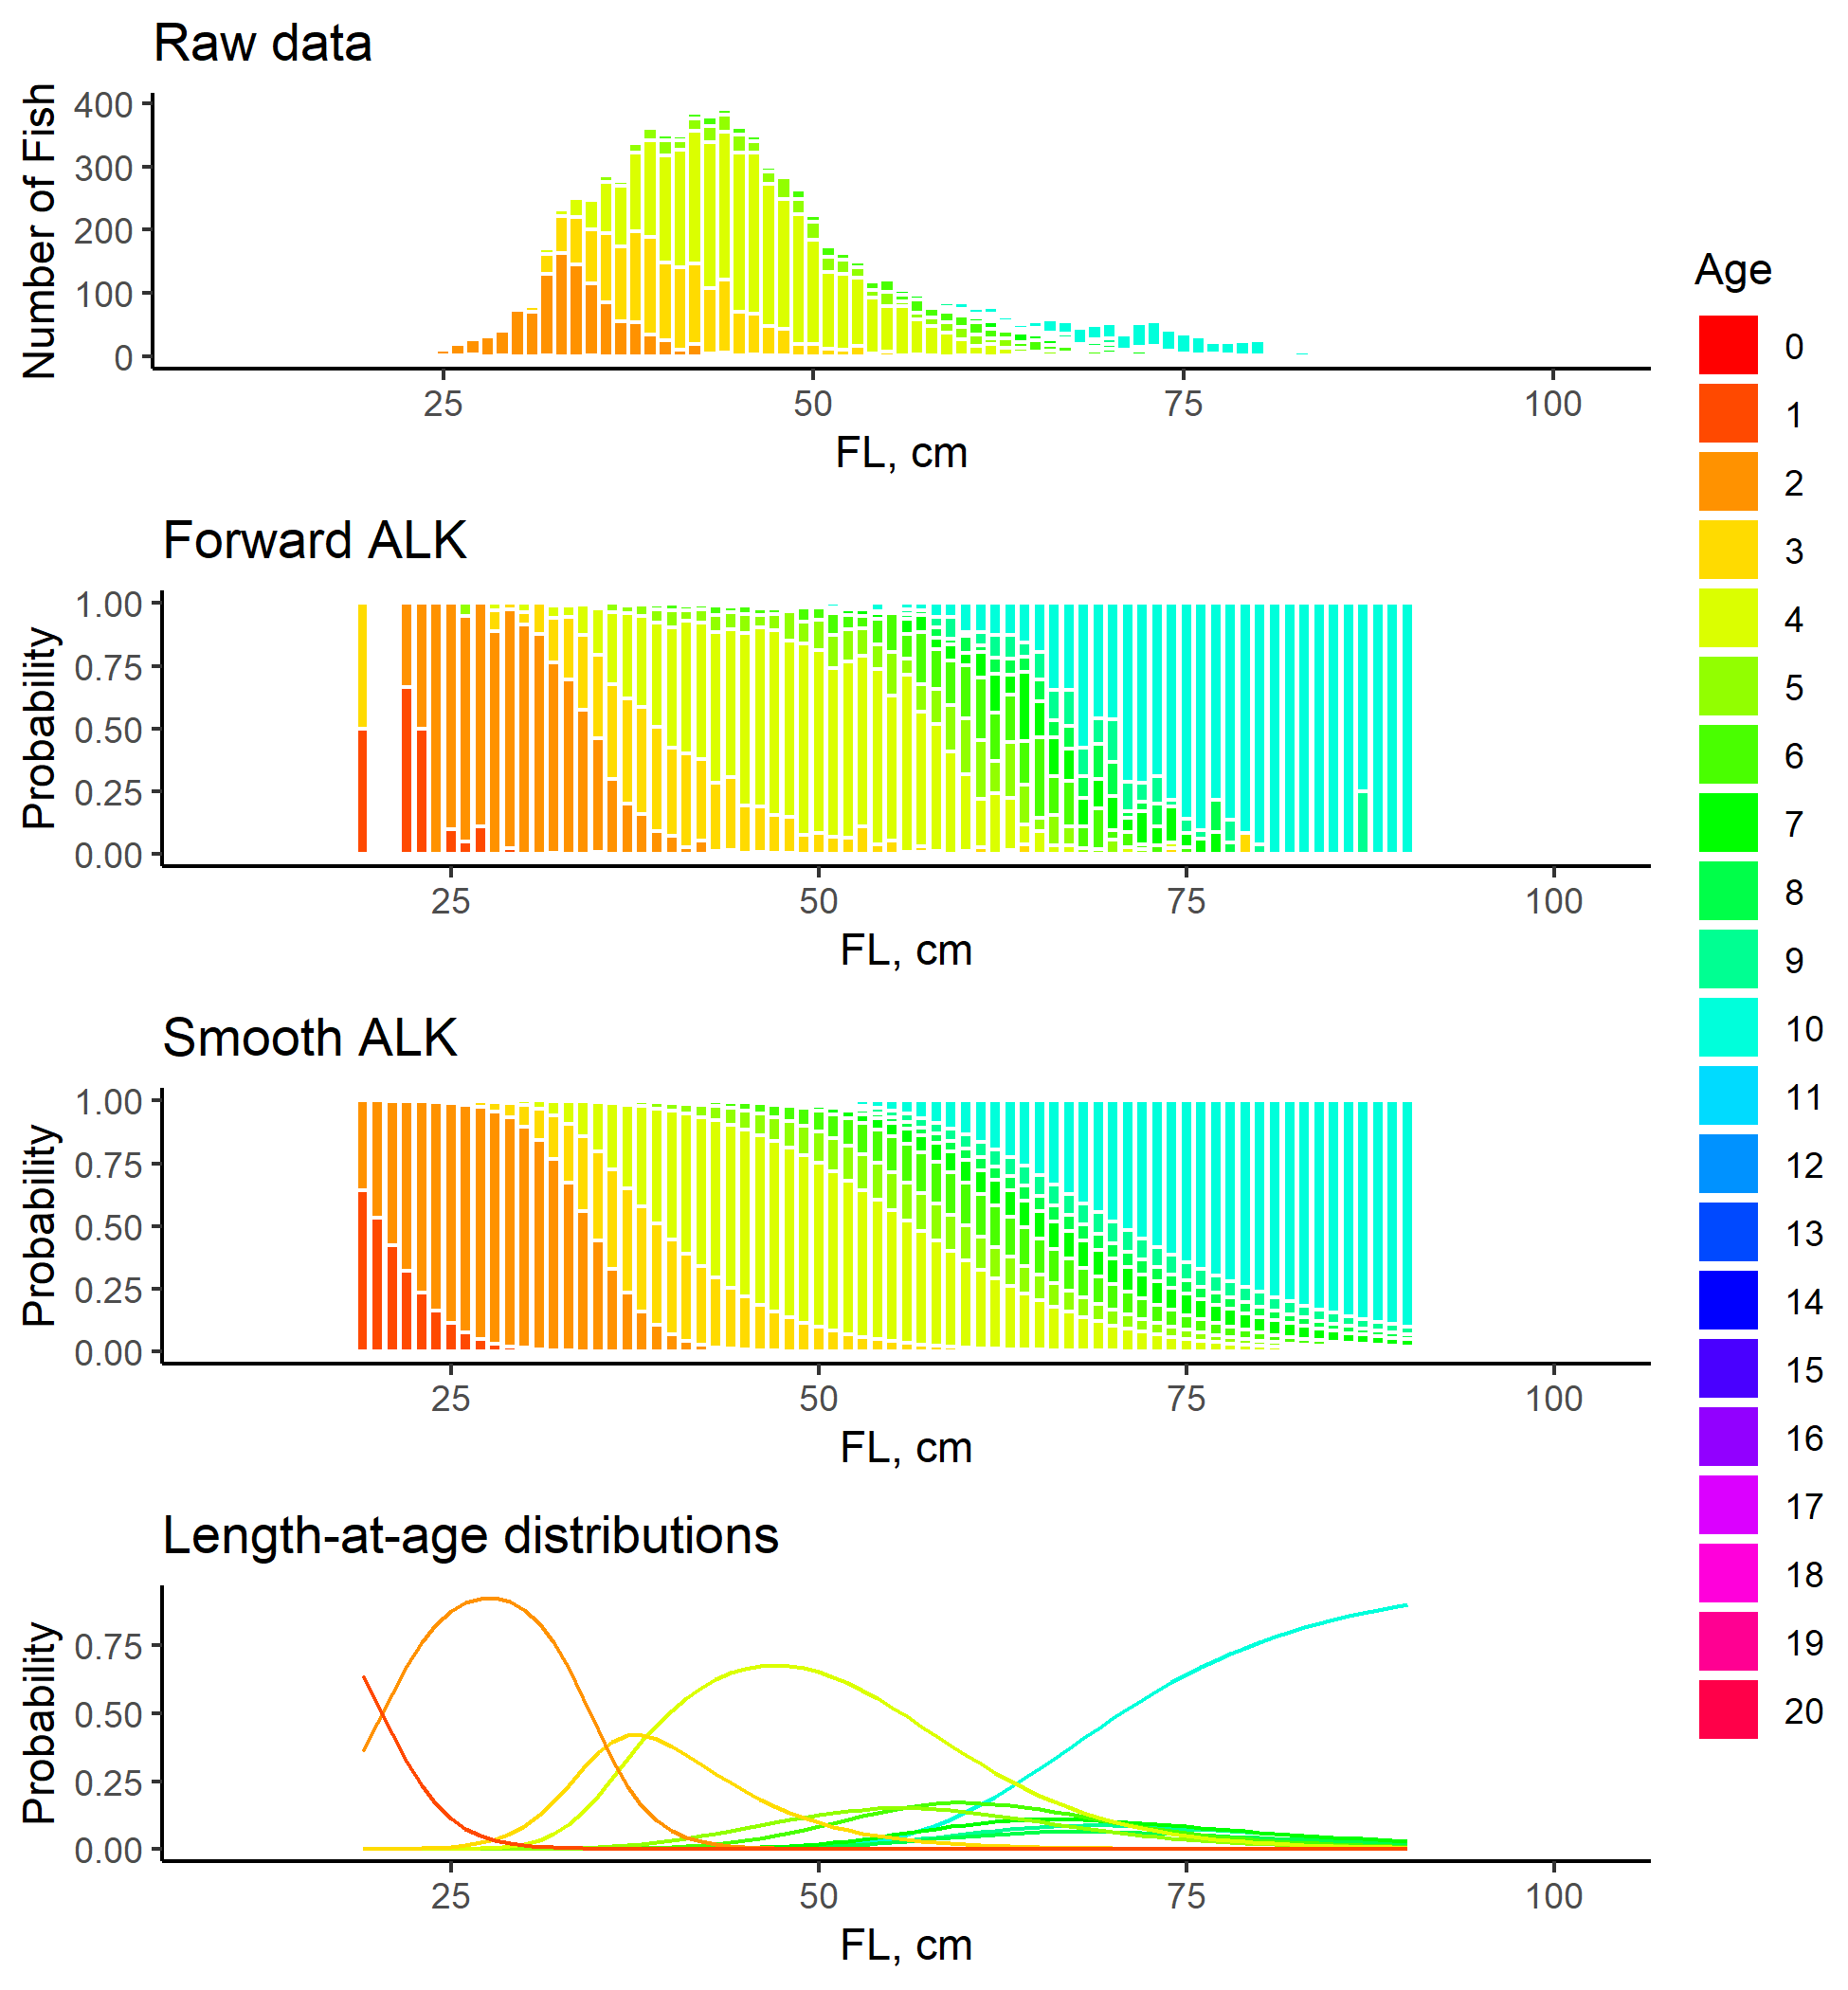 Raw data
Number of Fish
400
300
200
100
0
25 50 75 100
FL, cm
Forward ALK
Probability
1.00
0.75
0.50
0.25
0.00
25 50 75 100
FL, cm
Smooth ALK
Probability
1.00
0.75
0.50
0.25
0.00
25 50 75 100
FL, cm
Length-at-age distributions
Probability
0.75
0.50
0.25
0.00
25 50 75 100
FL, cm
Age
0
1
2
3
4
5
6
7
8
9
10
11
12
13
14
15
16
17
18
19
20